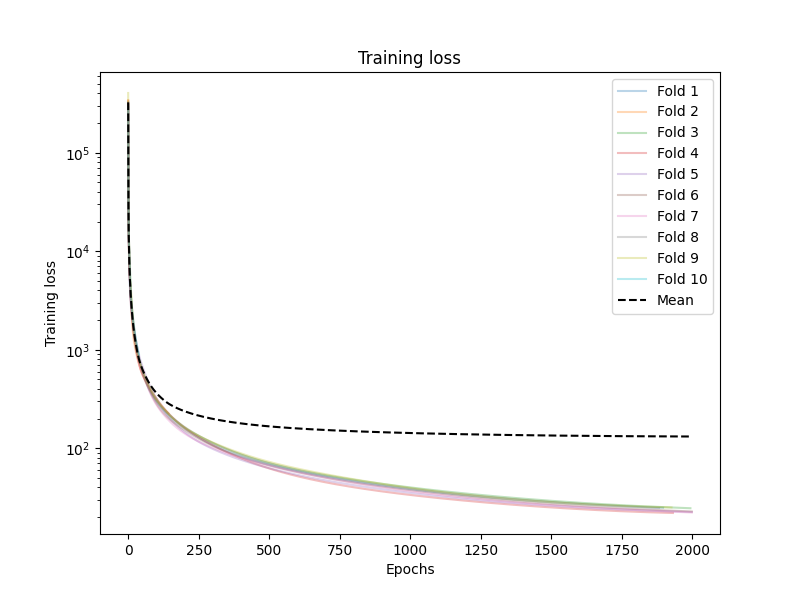 Training loss
Training loss
10^5
10^4
10^3
10^2
0 250 500 750 1000 1250 1500 1750 2000
Epochs
Fold 1
Fold 2
Fold 3
Fold 4
Fold 5
Fold 6
Fold 7
Fold 8
Fold 9
Fold 10
Mean